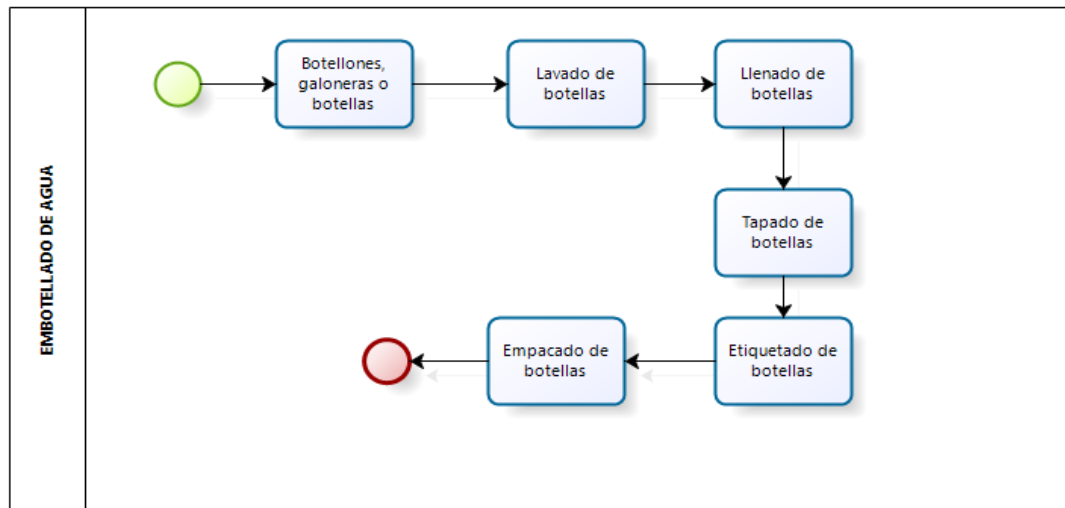 EMBOTELLADO DE AGUA
Botellones,
galoneras o
botellas
Lavado de
botellas
Llenado de
botellas
Tapado de
botellas
Etiquetado de
botellas
Empacado de
botellas